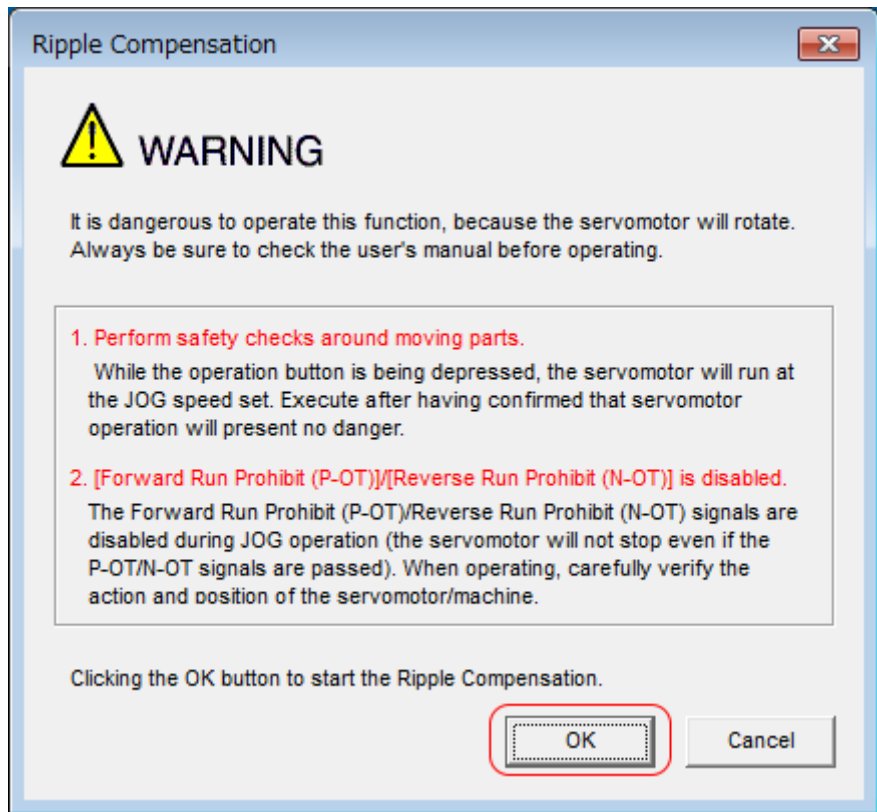 Ripple Compensation
WARNING
It is dangerous to operate this function, because the servomotor will rotate.
Always be sure to check the user's manual before operating.
1. Perform safety checks around moving parts.
While the operation button is being depressed, the servomotor will run at
the JOG speed set. Execute after having confirmed that servomotor
operation will present no danger.
2. [Forward Run Prohibit (P-OT)]/[Reverse Run Prohibit (N-OT)] is disabled.
The Forward Run Prohibit (P-OT)/Reverse Run Prohibit (N-OT) signals are
disabled during JOG operation (the servomotor will not stop even if the
P-OT/N-OT signals are passed). When operating, carefully verify the
action and position of the servomotor/machine.
Clicking the OK button to start the Ripple Compensation.
OK
Cancel